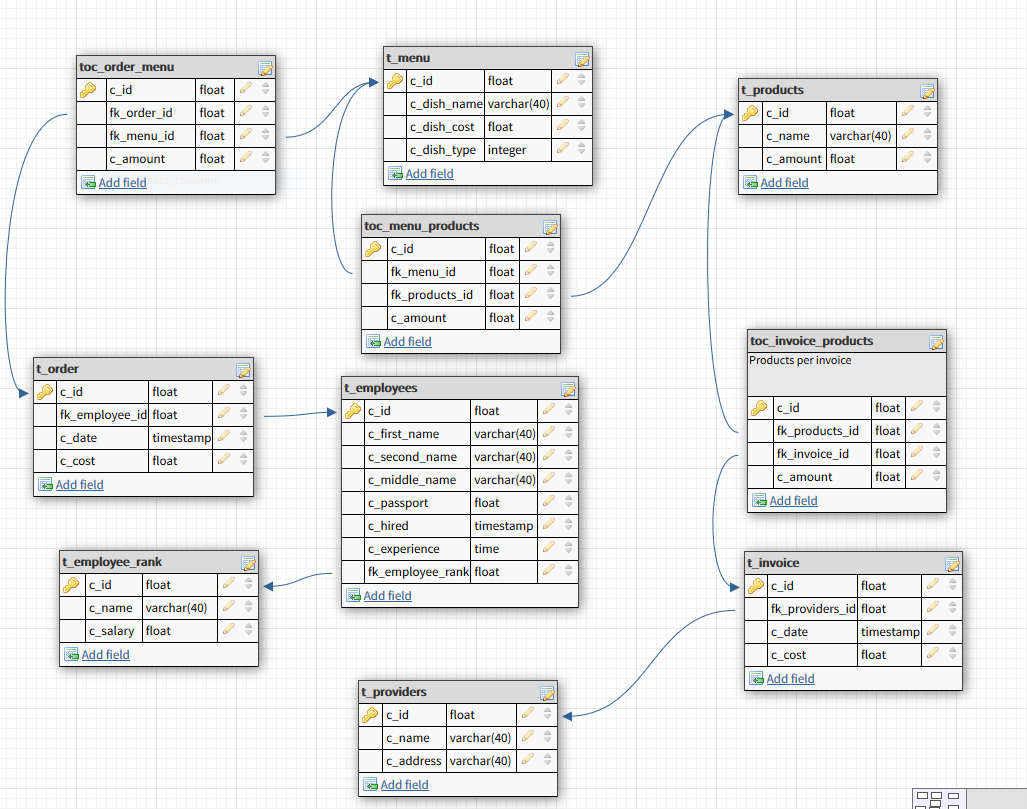 toc_order_menu
c_id float
fk_order_id float
fk_menu_id float
c_amount float
Add field
t_menu
c_id float
c_dish_name varchar(40)
c_dish_cost float
c_dish_type integer
Add field
t_products
c_id float
c_name varchar(40)
c_amount float
Add field
toc_menu_products
c_id float
fk_menu_id float
fk_products_id float
c_amount float
Add field
toc_invoice_products
Products per invoice
c_id float
fk_products_id float
fk_invoice_id float
c_amount float
Add field
t_order
c_id float
fk_employee_id float
c_date timestamp
c_cost float
Add field
t_employees
c_id float
c_first_name varchar(40)
c_second_name varchar(40)
c_middle_name varchar(40)
c_passport float
c_hired timestamp
c_experience time
fk_employee_rank float
Add field
t_employee_rank
c_id float
c_name varchar(40)
c_salary float
Add field
t_invoice
c_id float
fk_providers_id float
c_date timestamp
c_cost float
Add field
t_providers
c_id float
c_name varchar(40)
c_address varchar(40)
Add field